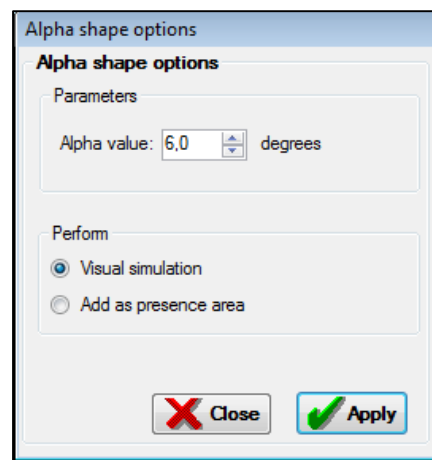 Alpha shape options
Alpha shape options
Parameters
Alpha value: 6,0 degrees
Perform
Visual simulation
Add as presence area
Close Apply